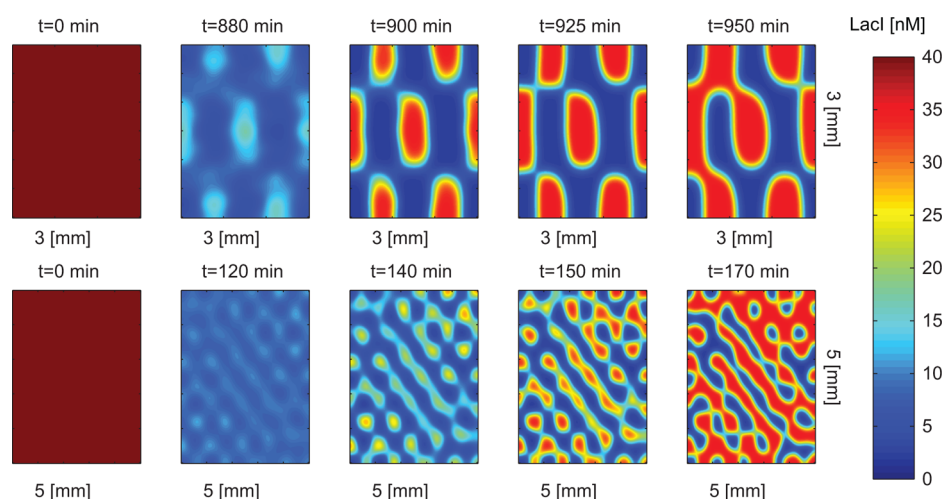 t=0 min t=880 min t=900 min t=925 min t=950 min LacI [nM]
3 [mm]
3 [mm] 3 [mm] 3 [mm] 3 [mm] 3 [mm]
t=0 min t=120 min t=140 min t=150 min t=170 min
5 [mm]
5 [mm] 5 [mm] 5 [mm] 5 [mm] 5 [mm]
40
35
30
25
20
15
10
5
0